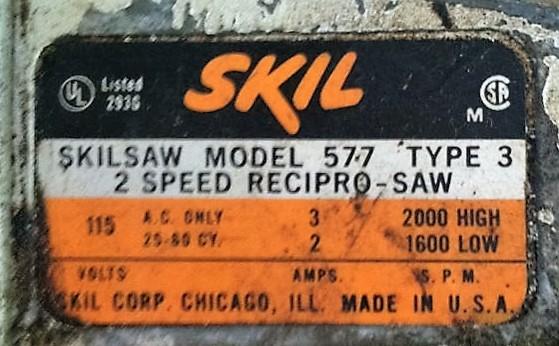 UL Listed
2936
SKIL
M SA
SKILSAW MODEL 577 TYPE 3
2 SPEED RECIPRO-SAW
115 A.C. ONLY 3 2000 HIGH
25-60 CY. 2 1600 LOW
VOLTS AMPS. S.P.M.
SKIL CORP. CHICAGO, ILL. MADE IN U.S.A.